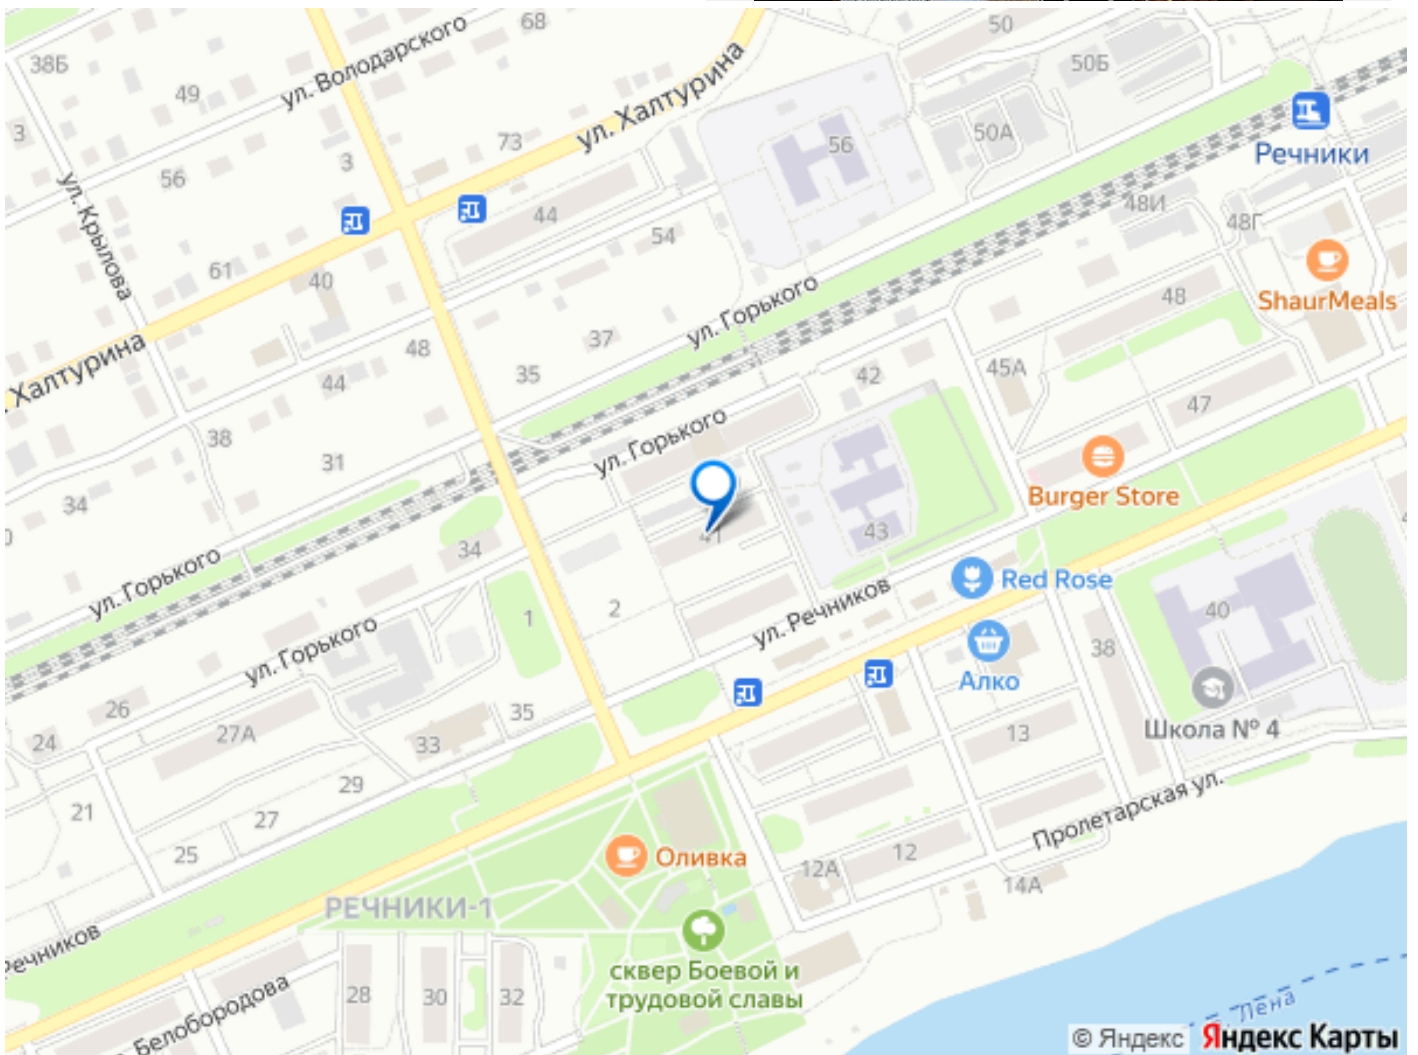 68
50
38Б
ул. Володарского
50Б
49
ул. Халтурина
3
73
56
50А
Речники
3
56
ул. Крылова
48И
44
48Г
54
61
40
ShaurMeals
ул. Горького
48
37
Халтурина
48
45А
44
35
42
47
38
ул. Горького
31
Burger Store
34
41
43
34
ул. Горького
Red Rose
2
1
ул. Речников
40
ул. Горького
38
Алко
26
35
27А
33
13
Школа № 4
24
29
21
27
Пролетарская ул.
25
Оливка
12
12А
14А
РЕЧНИКИ-1
Речников
сквер Боевой и
трудовой славы
28
30
32
Белобородова
р. Лена
© Яндекс Яндекс Карты